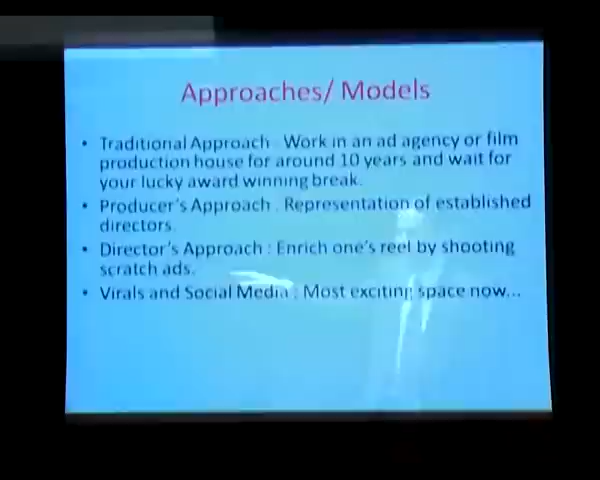 Approaches/ Models
• Traditional Approach : Work in an ad agency or film
production house for around 10 years and wait for
your lucky award winning break.
• Producer's Approach : Representation of established
directors.
• Director's Approach : Enrich one's reel by shooting
scratch ads.
• Virals and Social Media : Most exciting space now...